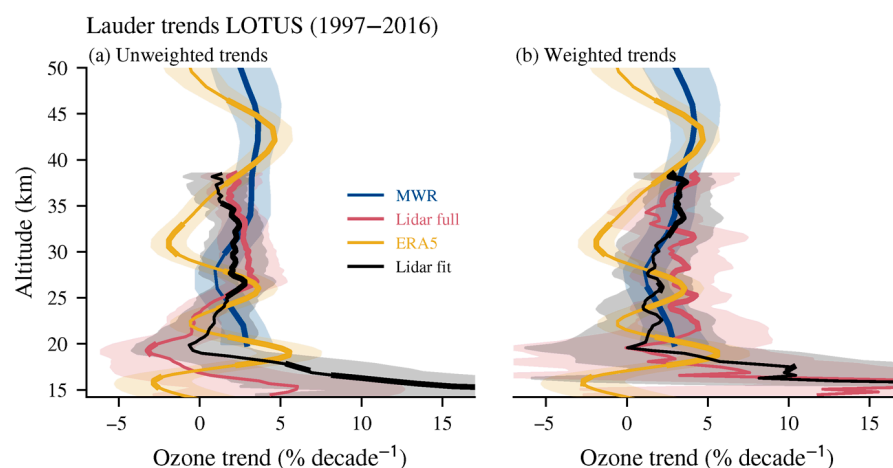 Lauder trends LOTUS (1997−2016)
(a) Unweighted trends
(b) Weighted trends
50
45
40
35
30
25
20
15
Altitude (km)
MWR
Lidar full
ERA5
Lidar fit
−5 0 5 10 15
−5 0 5 10 15
Ozone trend (% decade⁻¹)
Ozone trend (% decade⁻¹)